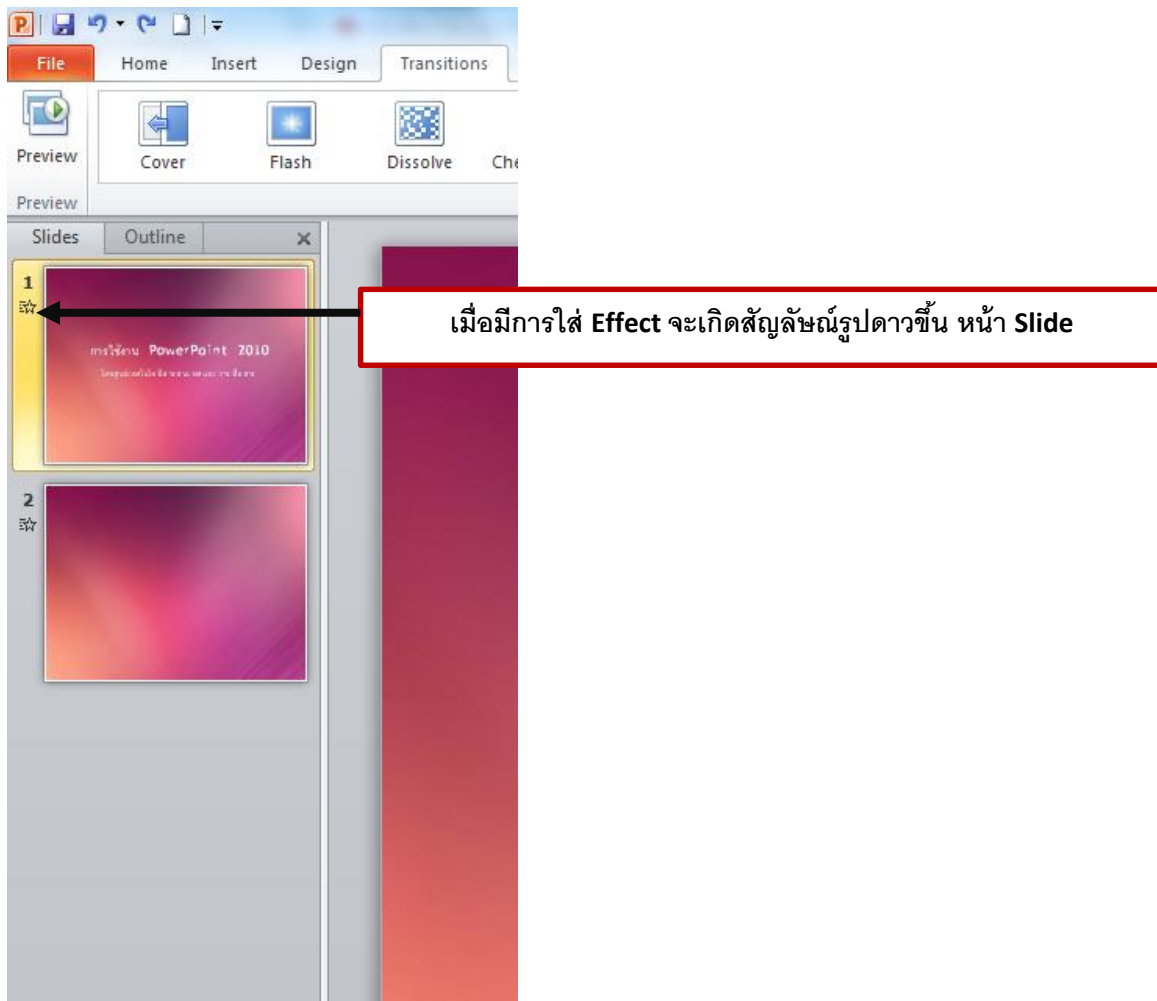 File Home Insert Design Transitions
Preview Cover Flash Dissolve Che
Preview
Slides Outline
1
เมื่อมีการใส่ Effect จะเกิดสัญลัษณ์รูปดาวขึ้น หน้า Slide
การใช้งาน PowerPoint 2010
2